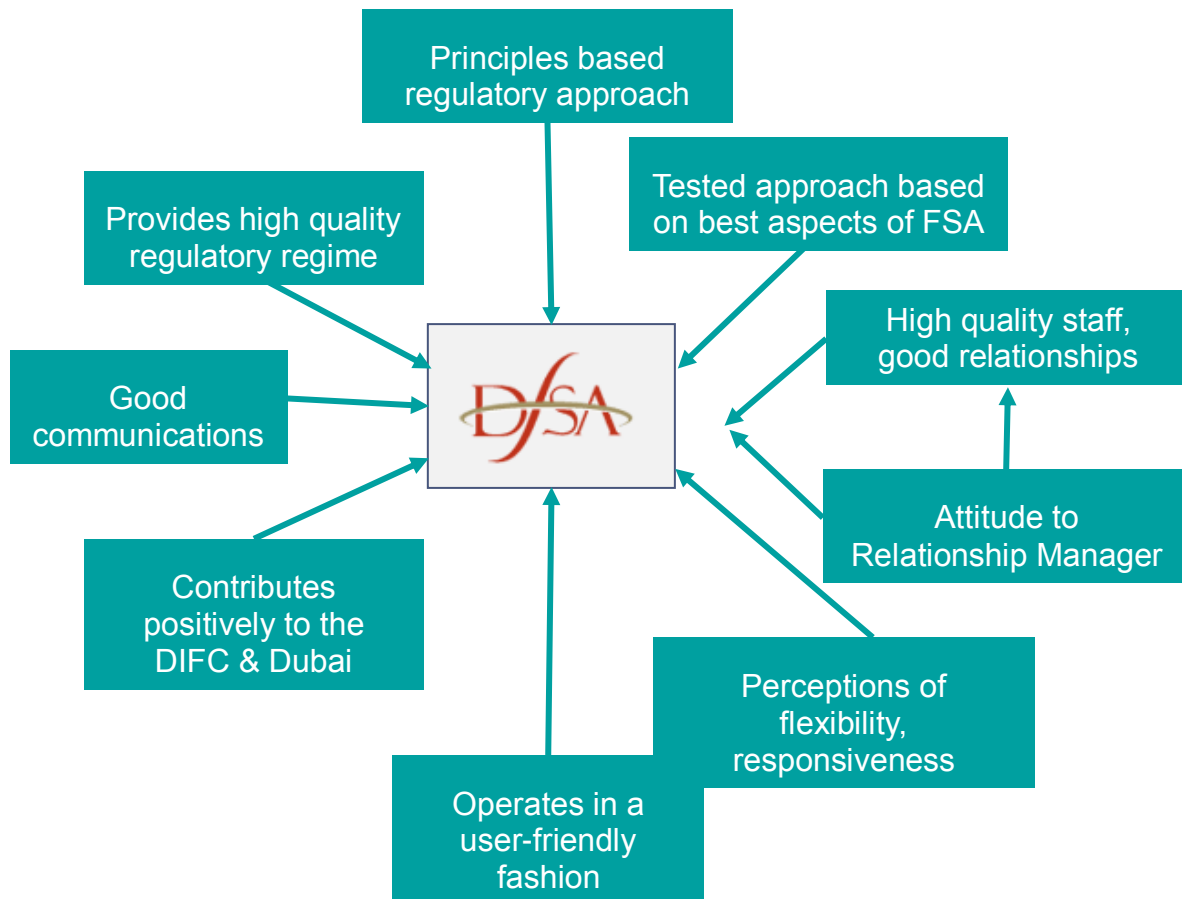 Principles based
regulatory approach
Tested approach based
on best aspects of FSA
Provides high quality
regulatory regime
High quality staff,
good relationships
Good
communications
DFSA
Attitude to
Relationship Manager
Contributes
positively to the
DIFC & Dubai
Perceptions of
flexibility,
responsiveness
Operates in a
user-friendly
fashion